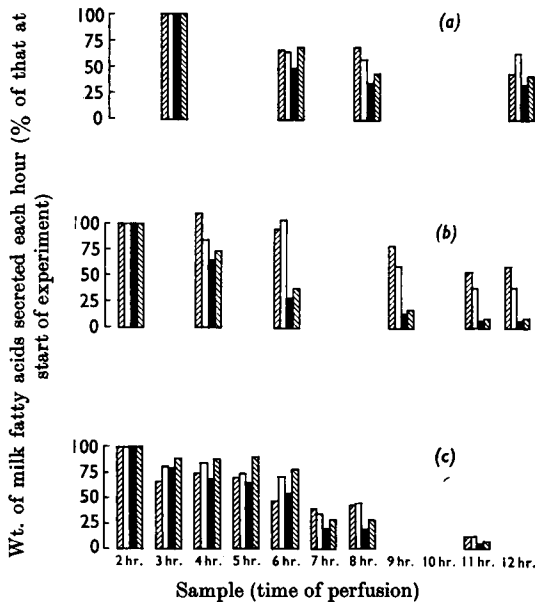 Wt. of milk fatty acids secreted each hour (% of that at
start of experiment)
(a)
100
75
50
25
0
(b)
100
75
50
25
0
(c)
100
75
50
25
0
2 hr. 3 hr. 4 hr. 5 hr. 6 hr. 7 hr. 8 hr. 9 hr. 10 hr. 11 hr. 12 hr.
Sample (time of perfusion)